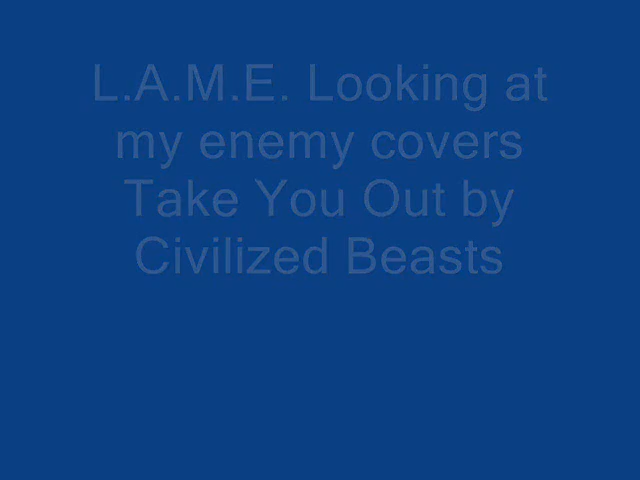 L.A.M.E. Looking at
my enemy covers
Take You Out by
Civilized Beasts